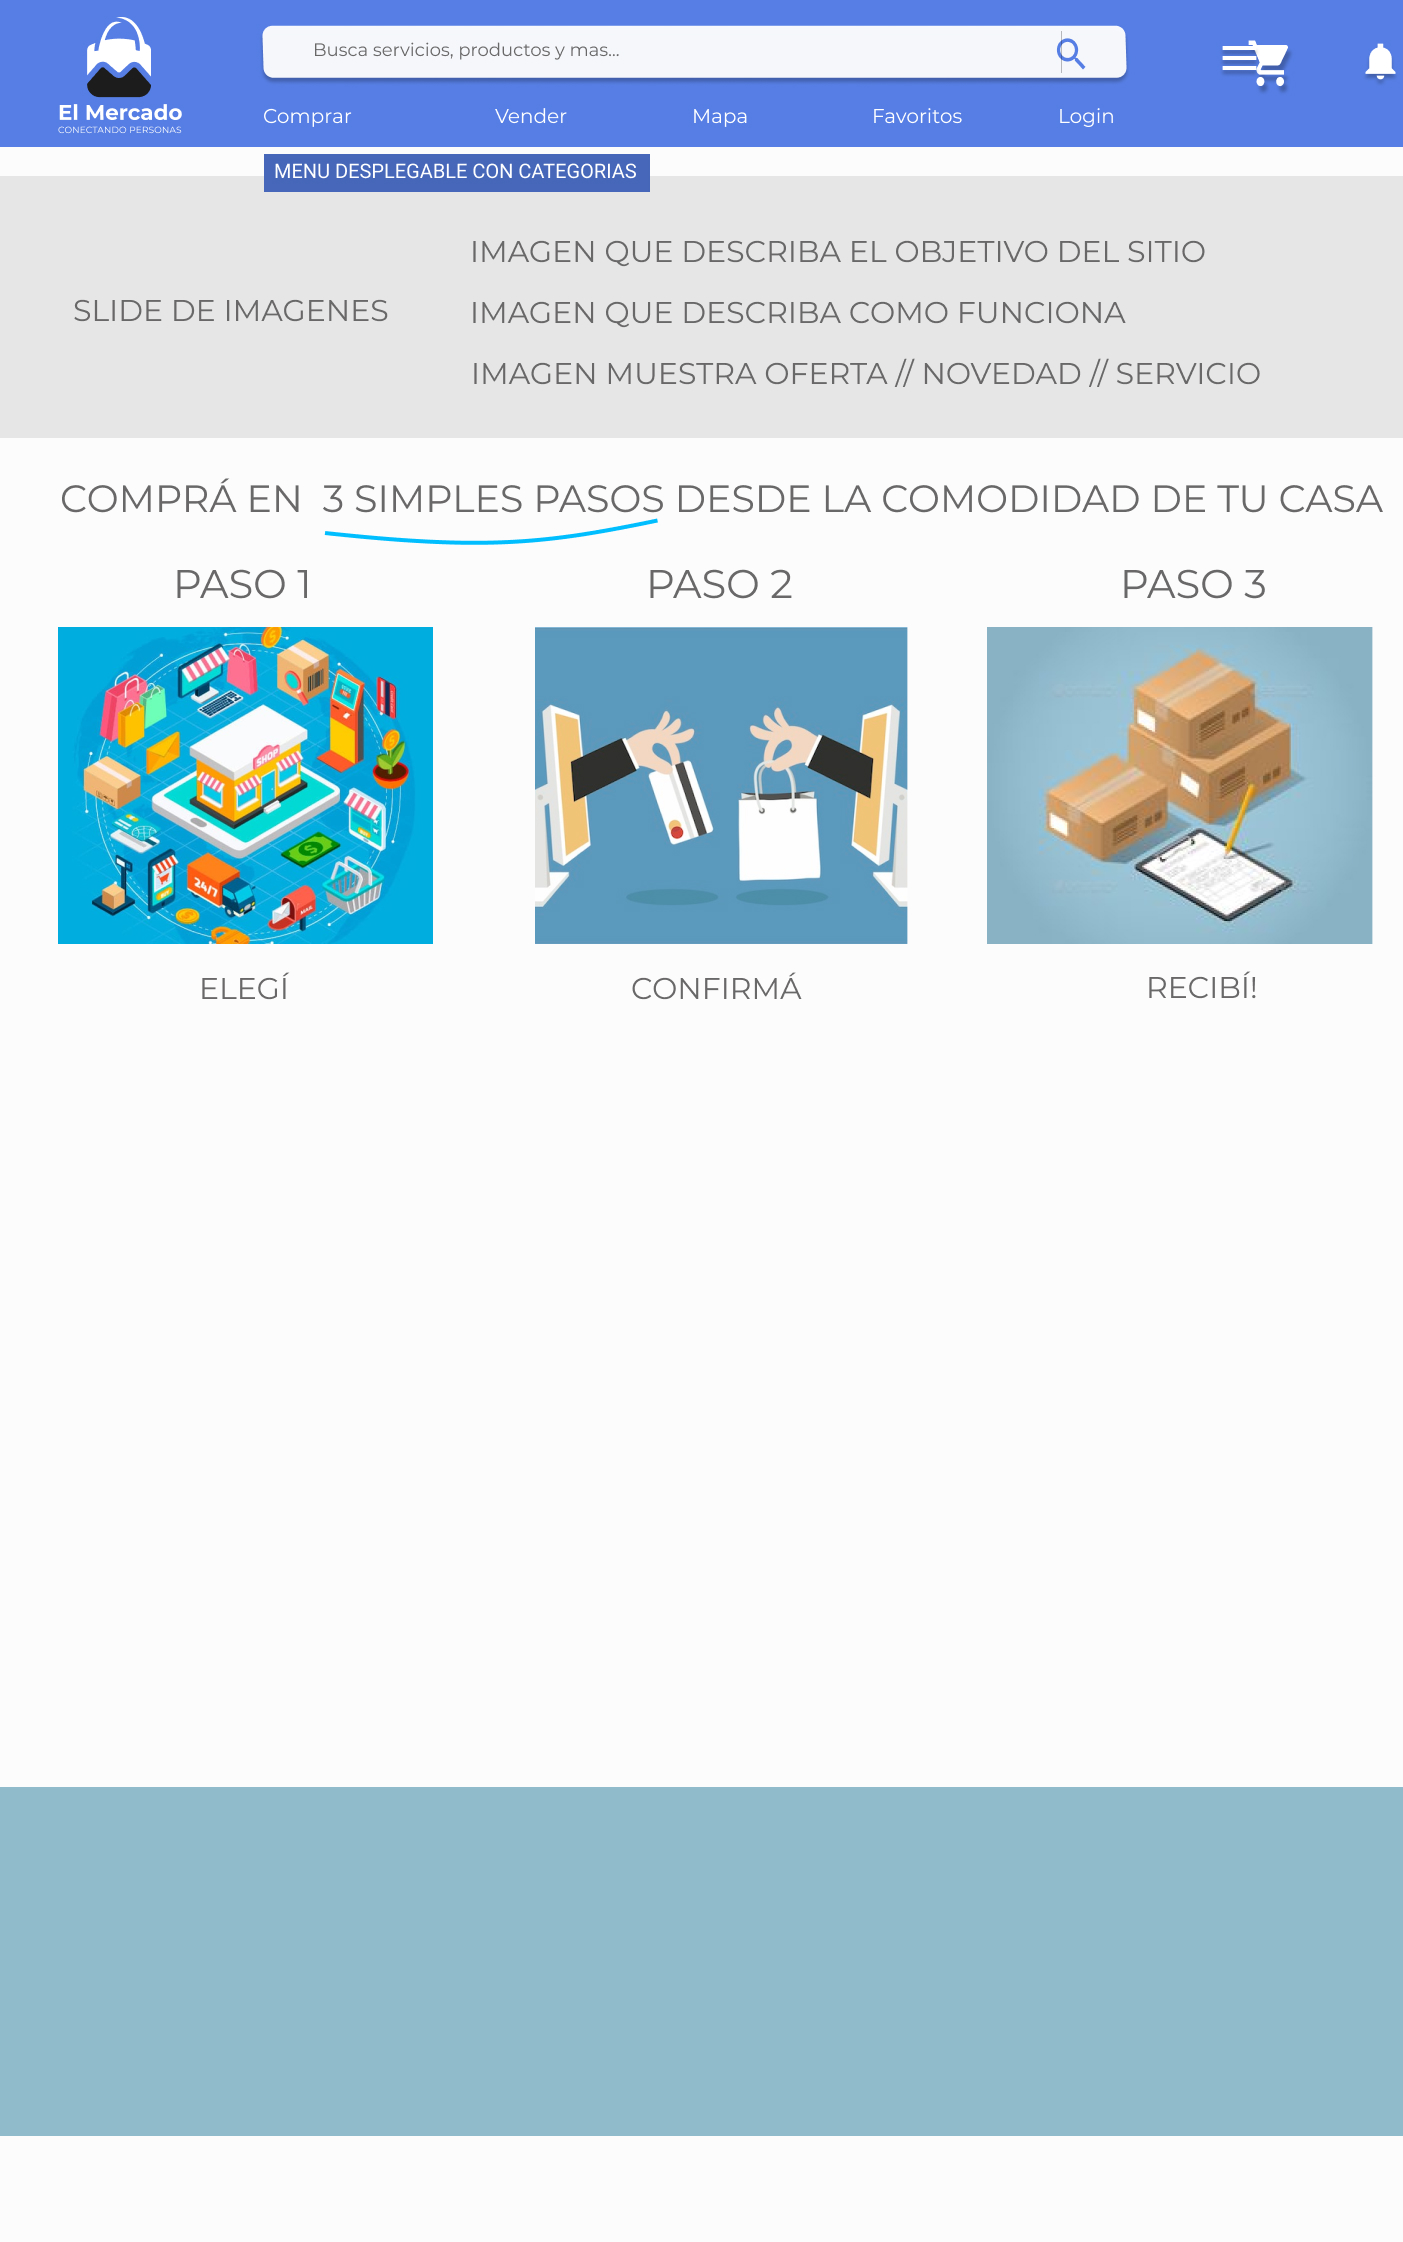 El Mercado
CONECTANDO PERSONAS
Busca servicios, productos y mas...
Comprar
Vender
Mapa
Favoritos
Login
MENU DESPLEGABLE CON CATEGORIAS
SLIDE DE IMAGENES
IMAGEN QUE DESCRIBA EL OBJETIVO DEL SITIO
IMAGEN QUE DESCRIBA COMO FUNCIONA
IMAGEN MUESTRA OFERTA // NOVEDAD // SERVICIO
COMPRÁ EN 3 SIMPLES PASOS DESDE LA COMODIDAD DE TU CASA
PASO 1
PASO 2
PASO 3
SHOP
24/7
MAIL
ELEGÍ
CONFIRMÁ
RECIBÍ!